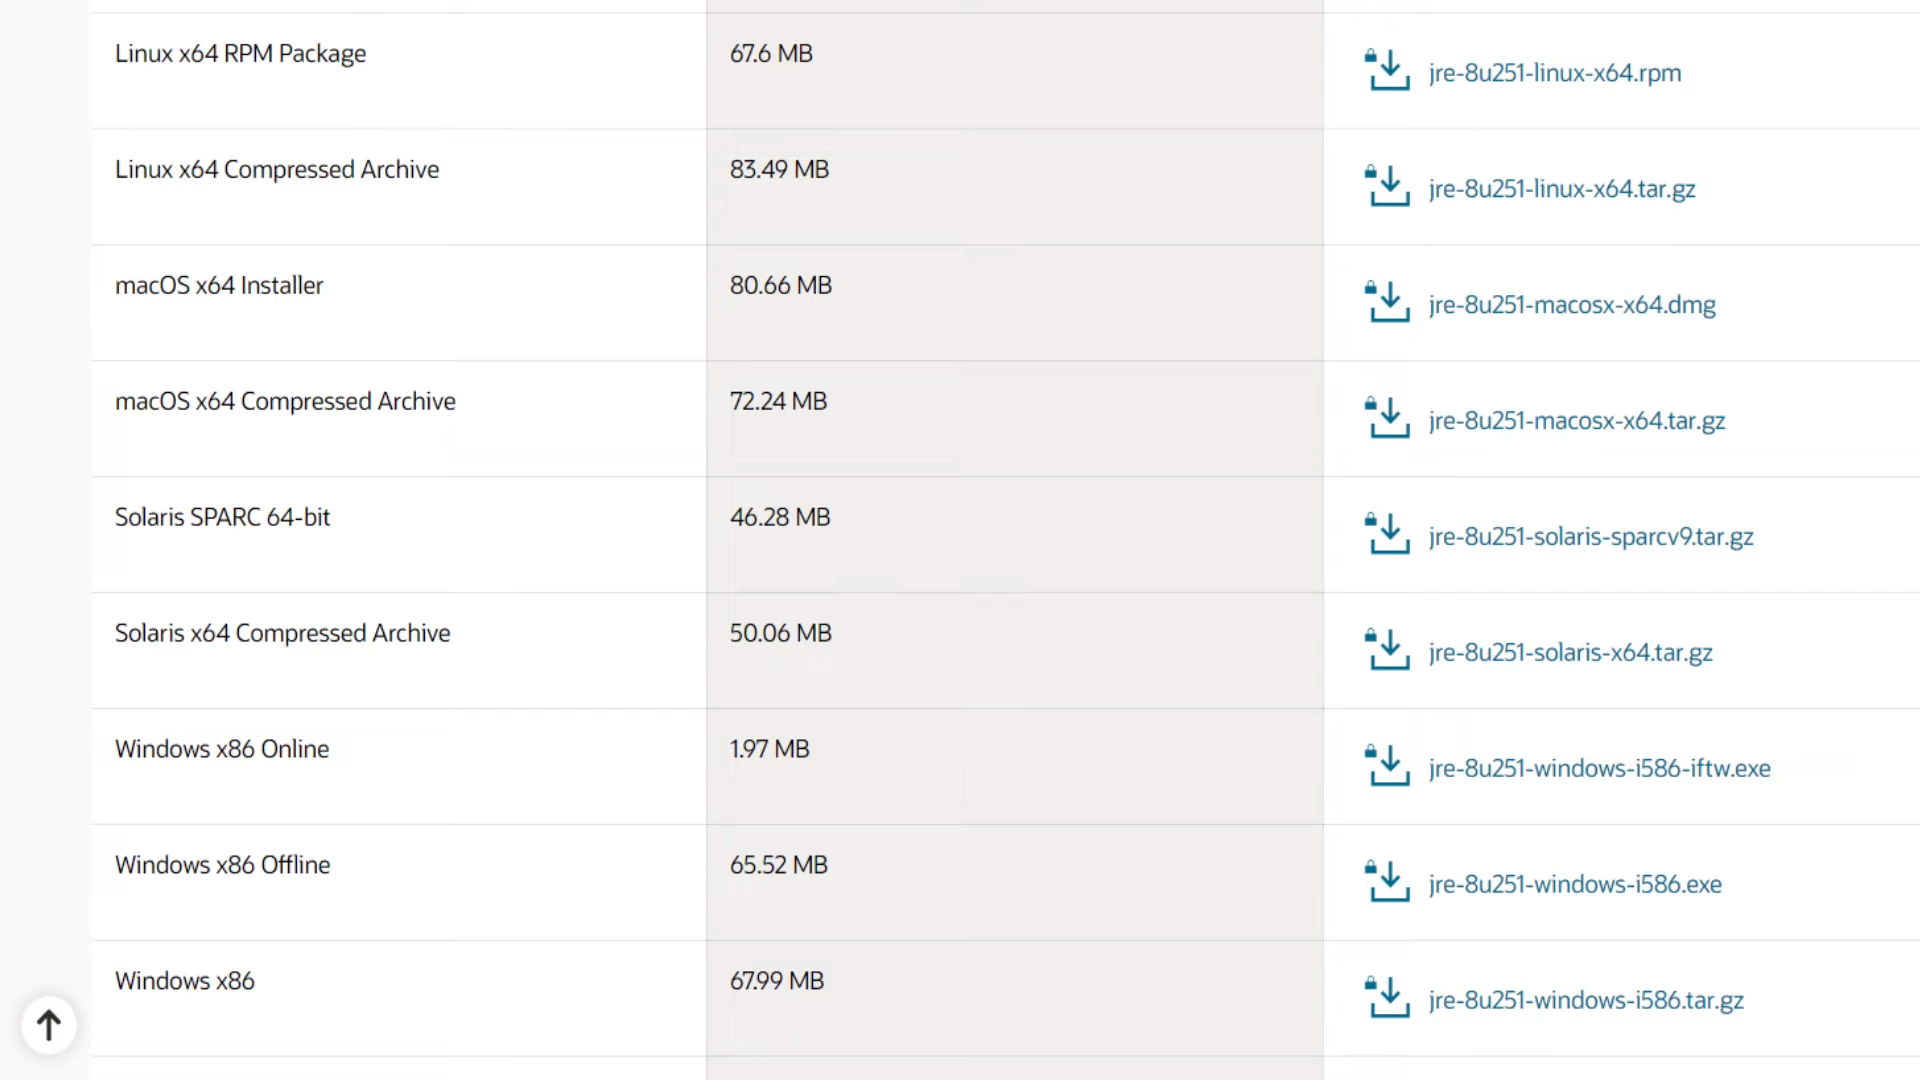 Linux x64 RPM Package
67.6 MB
jre-8u251-linux-x64.rpm
Linux x64 Compressed Archive
83.49 MB
jre-8u251-linux-x64.tar.gz
macOS x64 Installer
80.66 MB
jre-8u251-macosx-x64.dmg
macOS x64 Compressed Archive
72.24 MB
jre-8u251-macosx-x64.tar.gz
Solaris SPARC 64-bit
46.28 MB
jre-8u251-solaris-sparcv9.tar.gz
Solaris x64 Compressed Archive
50.06 MB
jre-8u251-solaris-x64.tar.gz
Windows x86 Online
1.97 MB
jre-8u251-windows-i586-iftw.exe
Windows x86 Offline
65.52 MB
jre-8u251-windows-i586.exe
Windows x86
67.99 MB
jre-8u251-windows-i586.tar.gz